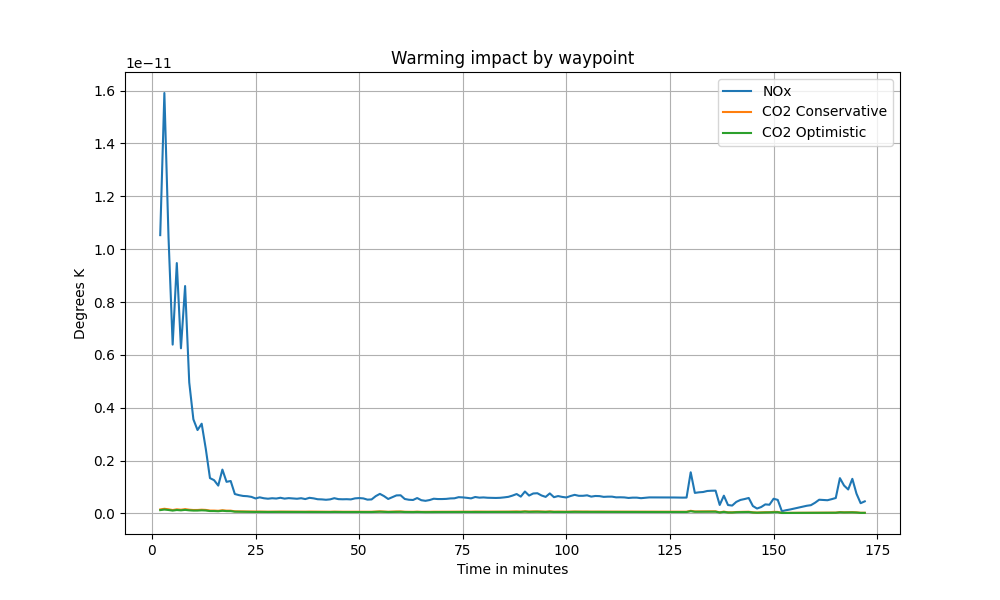 Warming impact by waypoint
1e−11
1.6
1.4
1.2
1.0
0.8
0.6
0.4
0.2
0.0
Degrees K
NOx
CO2 Conservative
CO2 Optimistic
0 25 50 75 100 125 150 175
Time in minutes